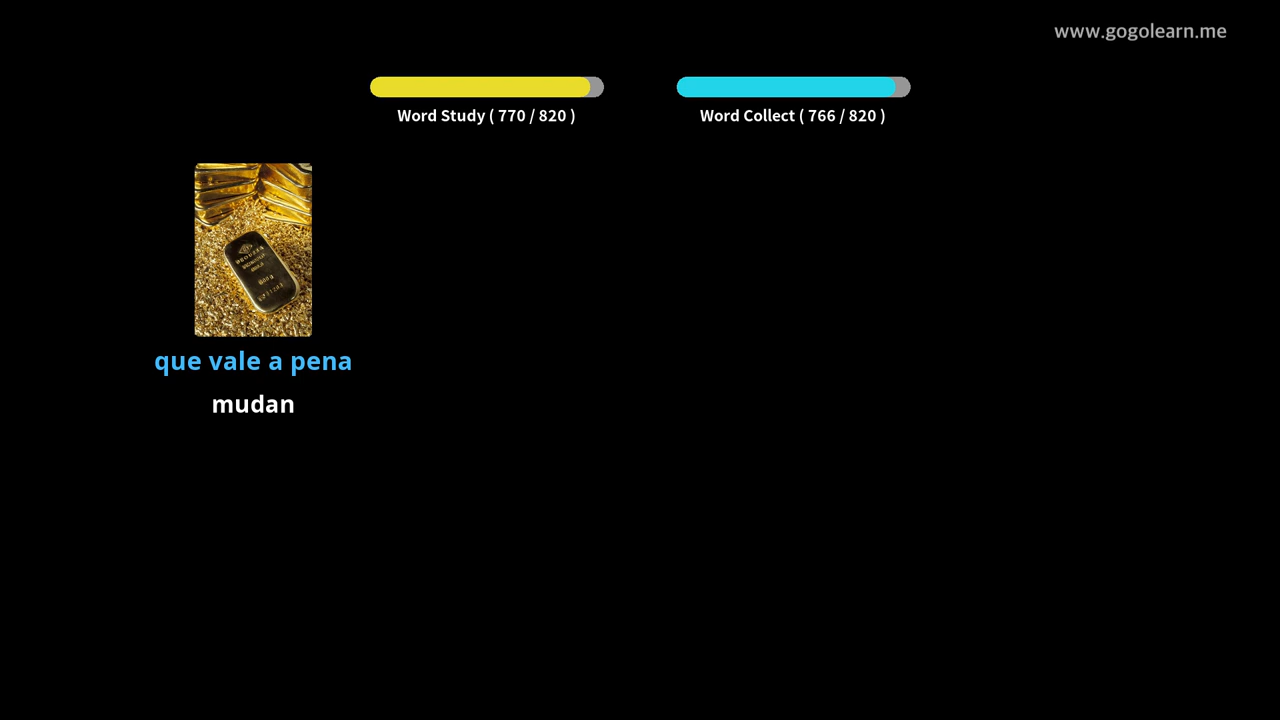 www.gogolearn.me
Word Study ( 770 / 820 )
Word Collect ( 766 / 820 )
que vale a pena
mudan